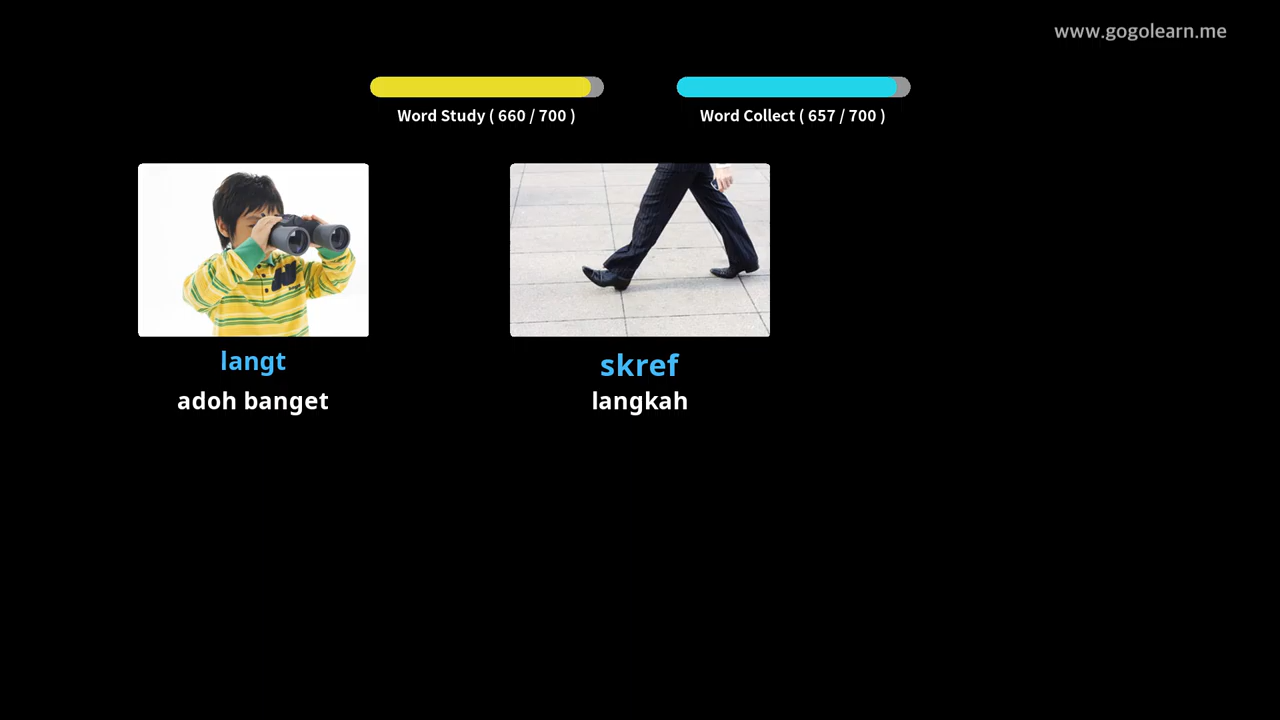 www.gogolearn.me
Word Study ( 660 / 700 )
Word Collect ( 657 / 700 )
langt
adoh banget
skref
langkah